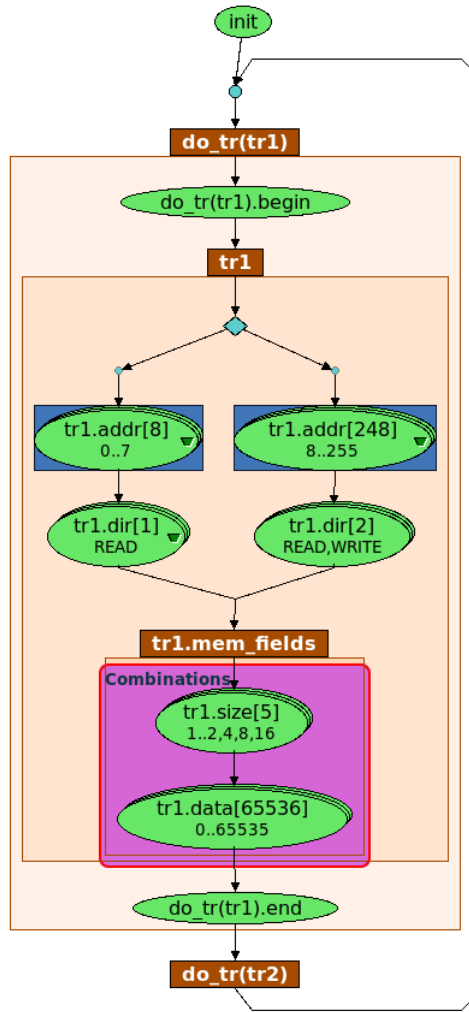 init
do_tr(tr1)
do_tr(tr1).begin
tr1
tr1.addr[8]
0..7
tr1.addr[248]
8..255
tr1.dir[1]
READ
tr1.dir[2]
READ,WRITE
tr1.mem_fields
Combinations
tr1.size[5]
1..2,4,8,16
tr1.data[65536]
0..65535
do_tr(tr1).end
do_tr(tr2)